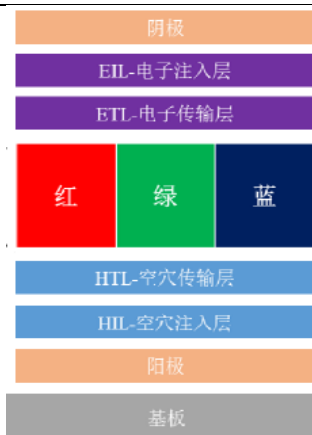 阴极
EIL-电子注入层
ETL-电子传输层
红 绿 蓝
HTL-空穴传输层
HIL-空穴注入层
阳极
基板